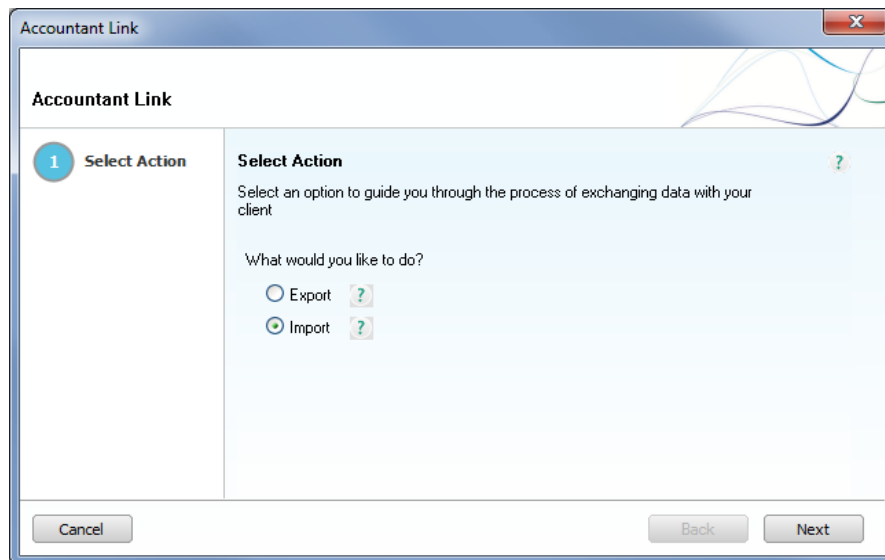 Accountant Link
X
Accountant Link
1 Select Action
Select Action
?
Select an option to guide you through the process of exchanging data with your
client
What would you like to do?
Export ?
Import ?
Cancel
Back
Next